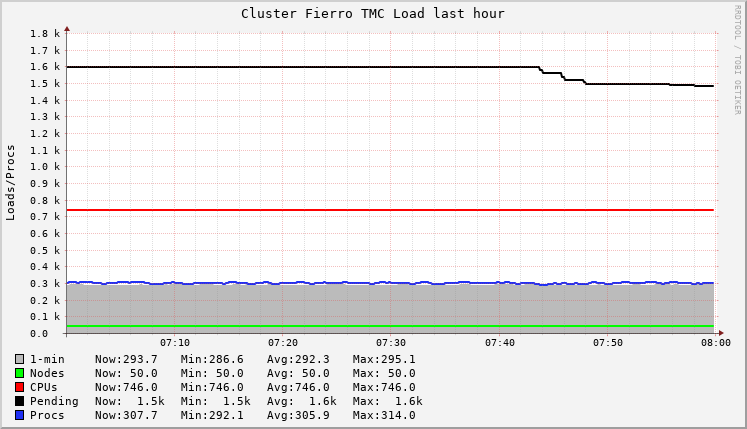 Cluster Fierro TMC Load last hour
RRDTOOL / TOBI OETIKER
Loads/Procs
1.8 k
1.7 k
1.6 k
1.5 k
1.4 k
1.3 k
1.2 k
1.1 k
1.0 k
0.9 k
0.8 k
0.7 k
0.6 k
0.5 k
0.4 k
0.3 k
0.2 k
0.1 k
0.0
07:10 07:20 07:30 07:40 07:50 08:00
1-min Now:293.7 Min:286.6 Avg:292.3 Max:295.1
Nodes Now: 50.0 Min: 50.0 Avg: 50.0 Max: 50.0
CPUs Now:746.0 Min:746.0 Avg:746.0 Max:746.0
Pending Now: 1.5k Min: 1.5k Avg: 1.6k Max: 1.6k
Procs Now:307.7 Min:292.1 Avg:305.9 Max:314.0